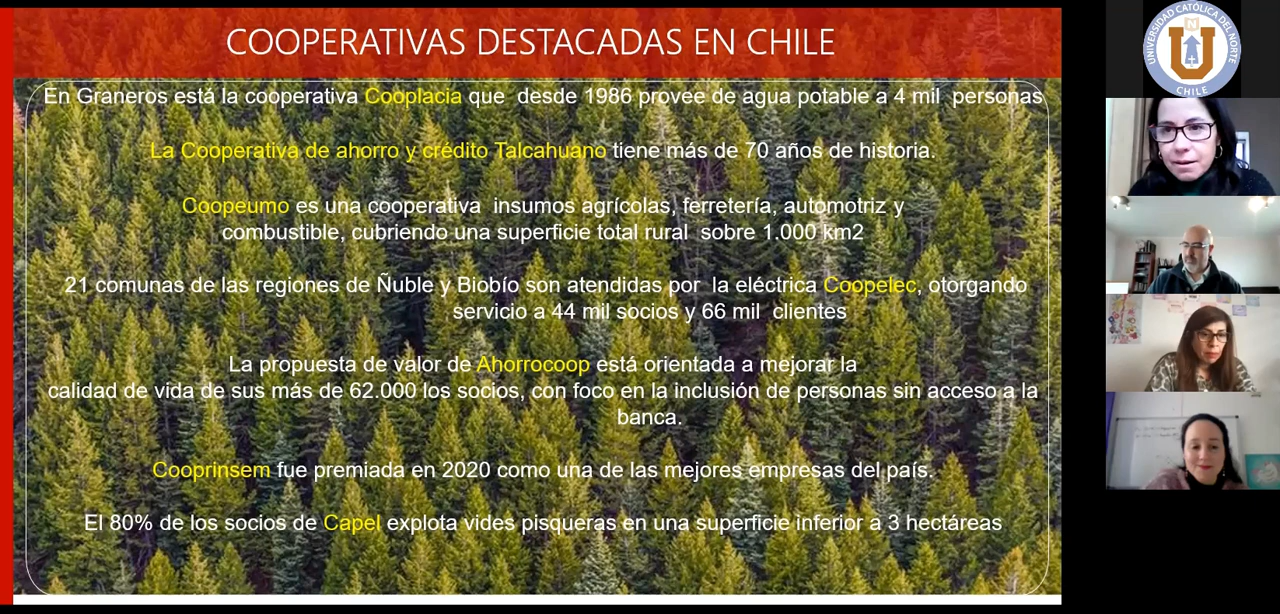 COOPERATIVAS DESTACADAS EN CHILE
En Graneros está la cooperativa Cooplacia que desde 1986 provee de agua potable a 4 mil personas
La Cooperativa de ahorro y crédito Talcahuano tiene más de 70 años de historia.
Coopeumo es una cooperativa insumos agrícolas, ferretería, automotriz y
combustible, cubriendo una superficie total rural sobre 1.000 km2
21 comunas de las regiones de Ñuble y Biobío son atendidas por la eléctrica Coopelec, otorgando
servicio a 44 mil socios y 66 mil clientes
La propuesta de valor de Ahorrocoop está orientada a mejorar la
calidad de vida de sus más de 62.000 los socios, con foco en la inclusión de personas sin acceso a la
banca.
Cooprinsem fue premiada en 2020 como una de las mejores empresas del país.
El 80% de los socios de Capel explota vides pisqueras en una superficie inferior a 3 hectáreas
UNIVERSIDAD CATÓLICA DEL NORTE
N
U
CHILE